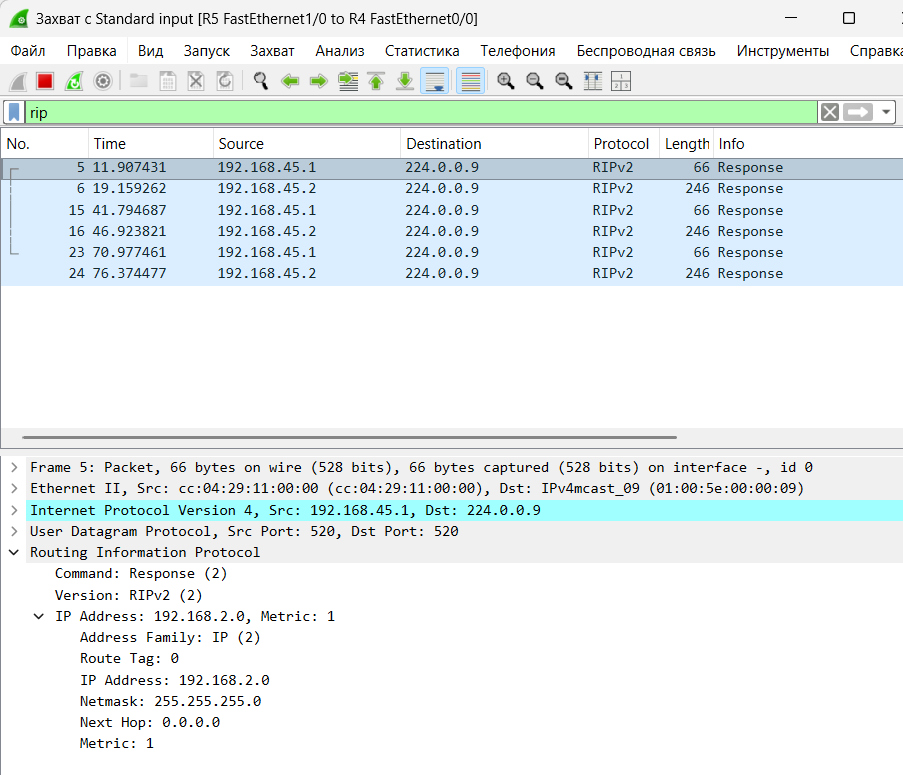 Захват с Standard input [R5 FastEthernet1/0 to R4 FastEthernet0/0]
Файл Правка Вид Запуск Захват Анализ Статистика Телефония Беспроводная связь Инструменты Справка
rip
No. Time Source Destination Protocol Length Info
5 11.907431 192.168.45.1 224.0.0.9 RIPv2 66 Response
6 19.159262 192.168.45.2 224.0.0.9 RIPv2 246 Response
15 41.794687 192.168.45.1 224.0.0.9 RIPv2 66 Response
16 46.923821 192.168.45.2 224.0.0.9 RIPv2 246 Response
23 70.977461 192.168.45.1 224.0.0.9 RIPv2 66 Response
24 76.374477 192.168.45.2 224.0.0.9 RIPv2 246 Response
Frame 5: Packet, 66 bytes on wire (528 bits), 66 bytes captured (528 bits) on interface -, id 0
Ethernet II, Src: cc:04:29:11:00:00 (cc:04:29:11:00:00), Dst: IPv4mcast_09 (01:00:5e:00:00:09)
Internet Protocol Version 4, Src: 192.168.45.1, Dst: 224.0.0.9
User Datagram Protocol, Src Port: 520, Dst Port: 520
Routing Information Protocol
Command: Response (2)
Version: RIPv2 (2)
IP Address: 192.168.2.0, Metric: 1
Address Family: IP (2)
Route Tag: 0
IP Address: 192.168.2.0
Netmask: 255.255.255.0
Next Hop: 0.0.0.0
Metric: 1